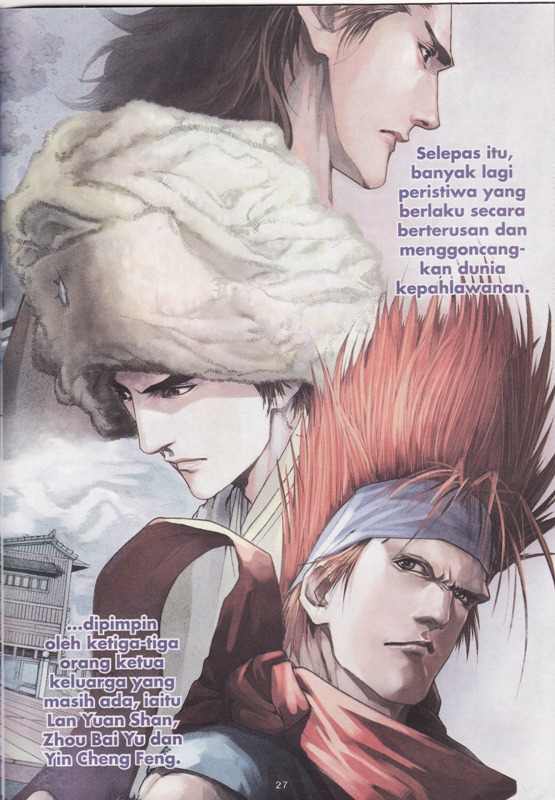 Selepas itu,
banyak lagi
peristiwa yang
berlaku secara
berterusan dan
menggoncang-
kan dunia
kepahlawanan.
...dipimpin
oleh ketiga-tiga
orang ketua
keluarga yang
masih ada, iaitu
Lan Yuan Shan,
Zhou Bai Yu dan
Yin Cheng Feng.
27